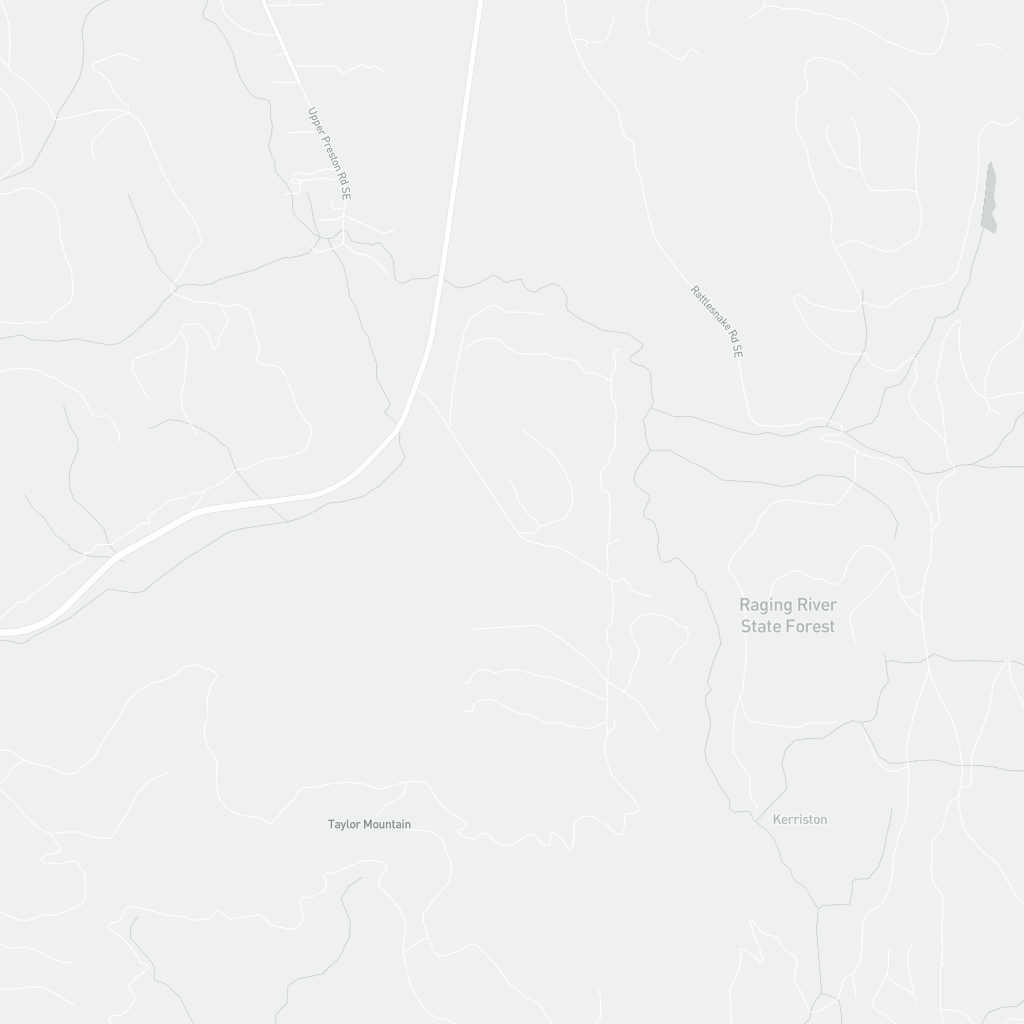 Upper Preston Rd SE
Rattlesnake Rd SE
Raging River
State Forest
Kerriston
Taylor Mountain